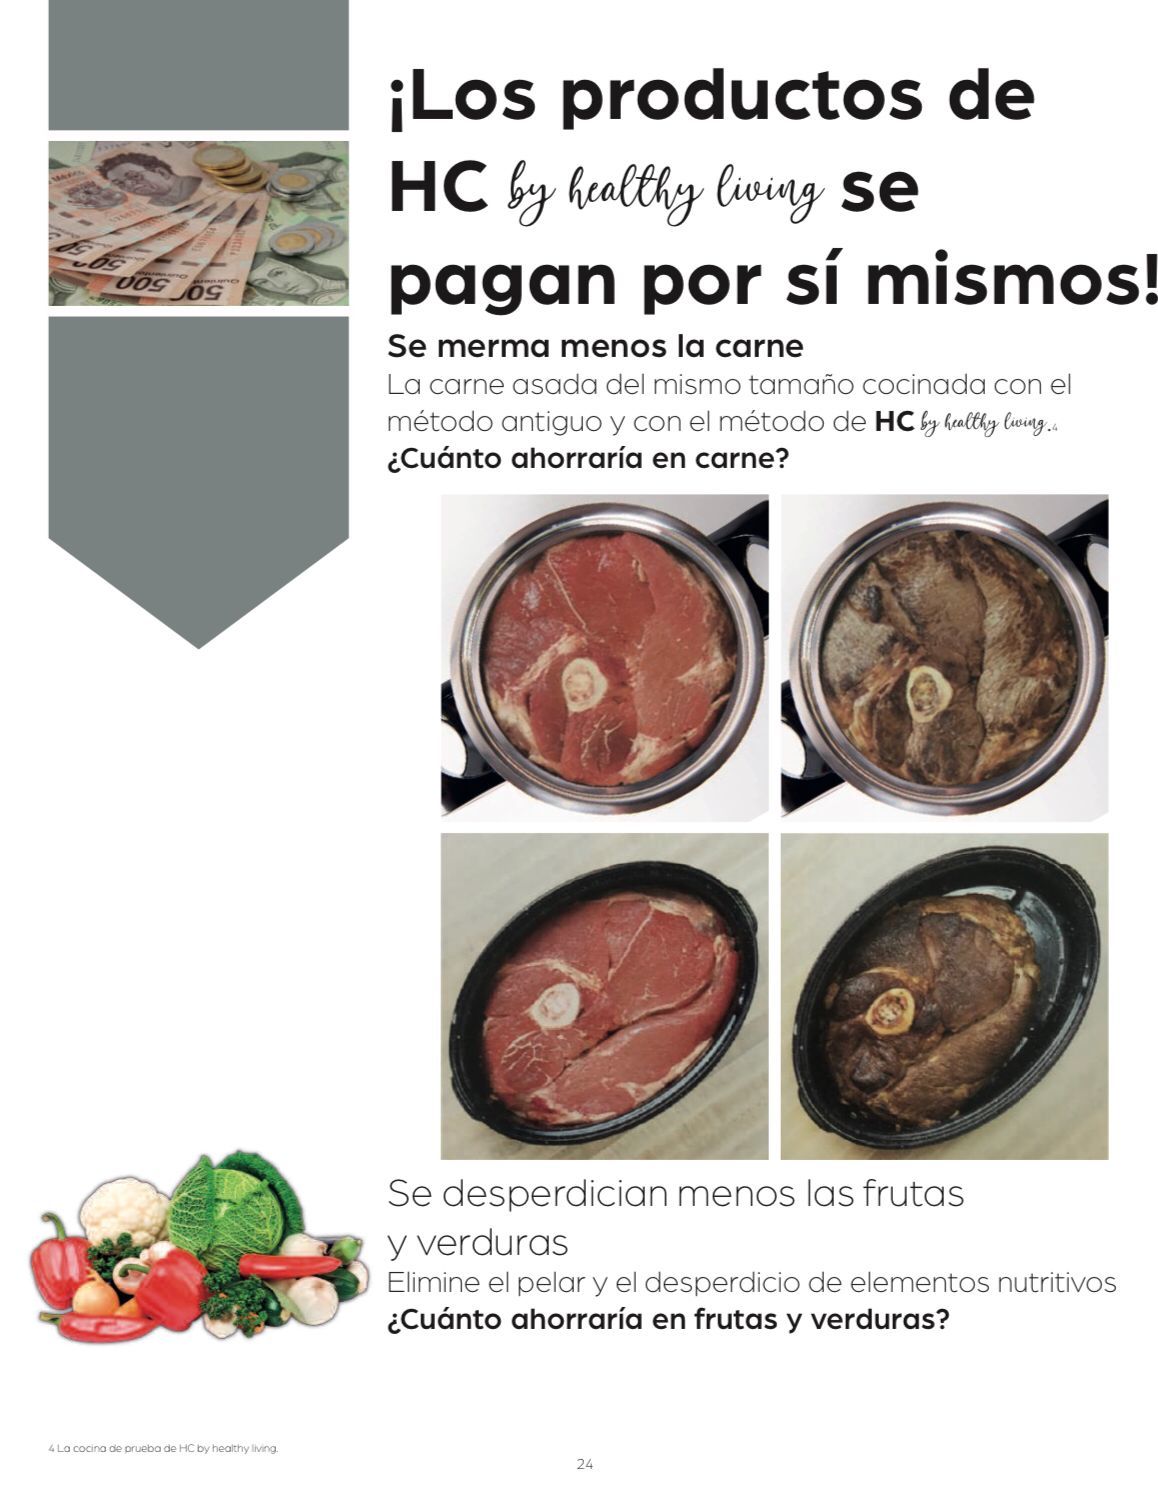 ¡Los productos de
HC by healthy living se
pagan por sí mismos!
Se merma menos la carne
La carne asada del mismo tamaño cocinada con el
método antiguo y con el método de HC by healthy living.4
¿Cuánto ahorraría en carne?
Se desperdician menos las frutas
y verduras
Elimine el pelar y el desperdicio de elementos nutritivos
¿Cuánto ahorraría en frutas y verduras?
4 La cocina de prueba de HC by healthy living.
24